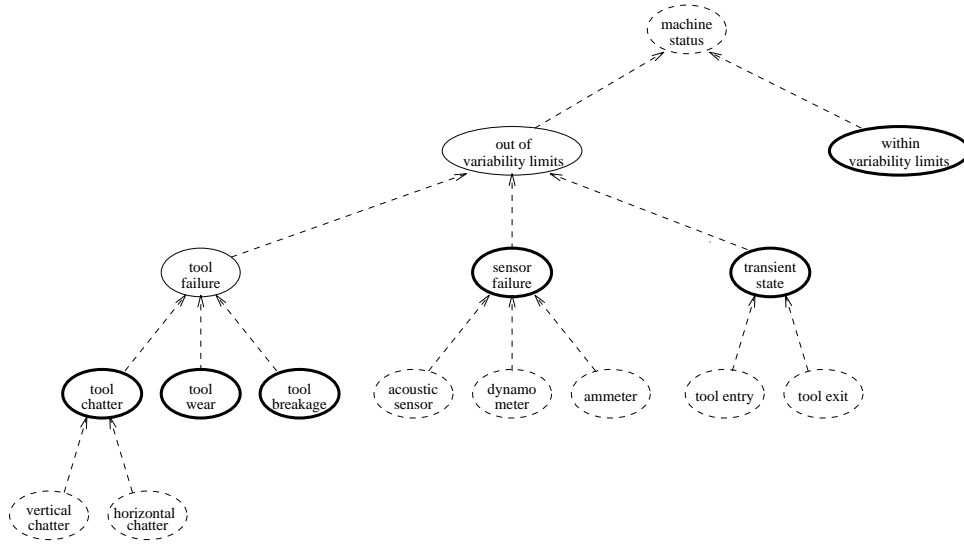 machine
status
out of
variability limits
within
variability limits
tool
failure
sensor
failure
transient
state
tool
chatter
tool
wear
tool
breakage
acoustic
sensor
dynamo
meter
ammeter
tool entry
tool exit
vertical
chatter
horizontal
chatter